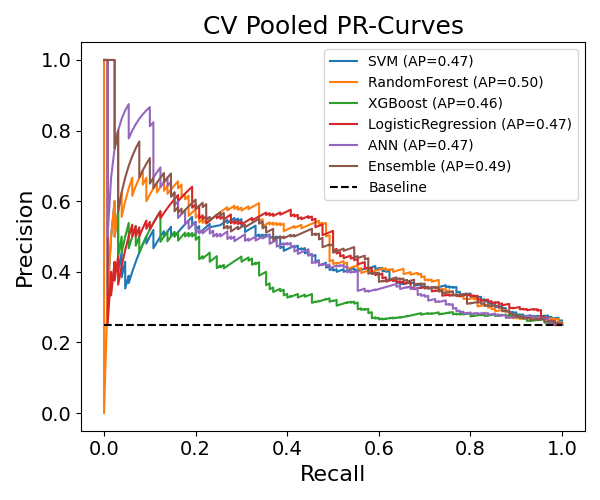 CV Pooled PR-Curves
Precision
1.0
0.8
0.6
0.4
0.2
0.0
SVM (AP=0.47)
RandomForest (AP=0.50)
XGBoost (AP=0.46)
LogisticRegression (AP=0.47)
ANN (AP=0.47)
Ensemble (AP=0.49)
Baseline
0.0 0.2 0.4 0.6 0.8 1.0
Recall